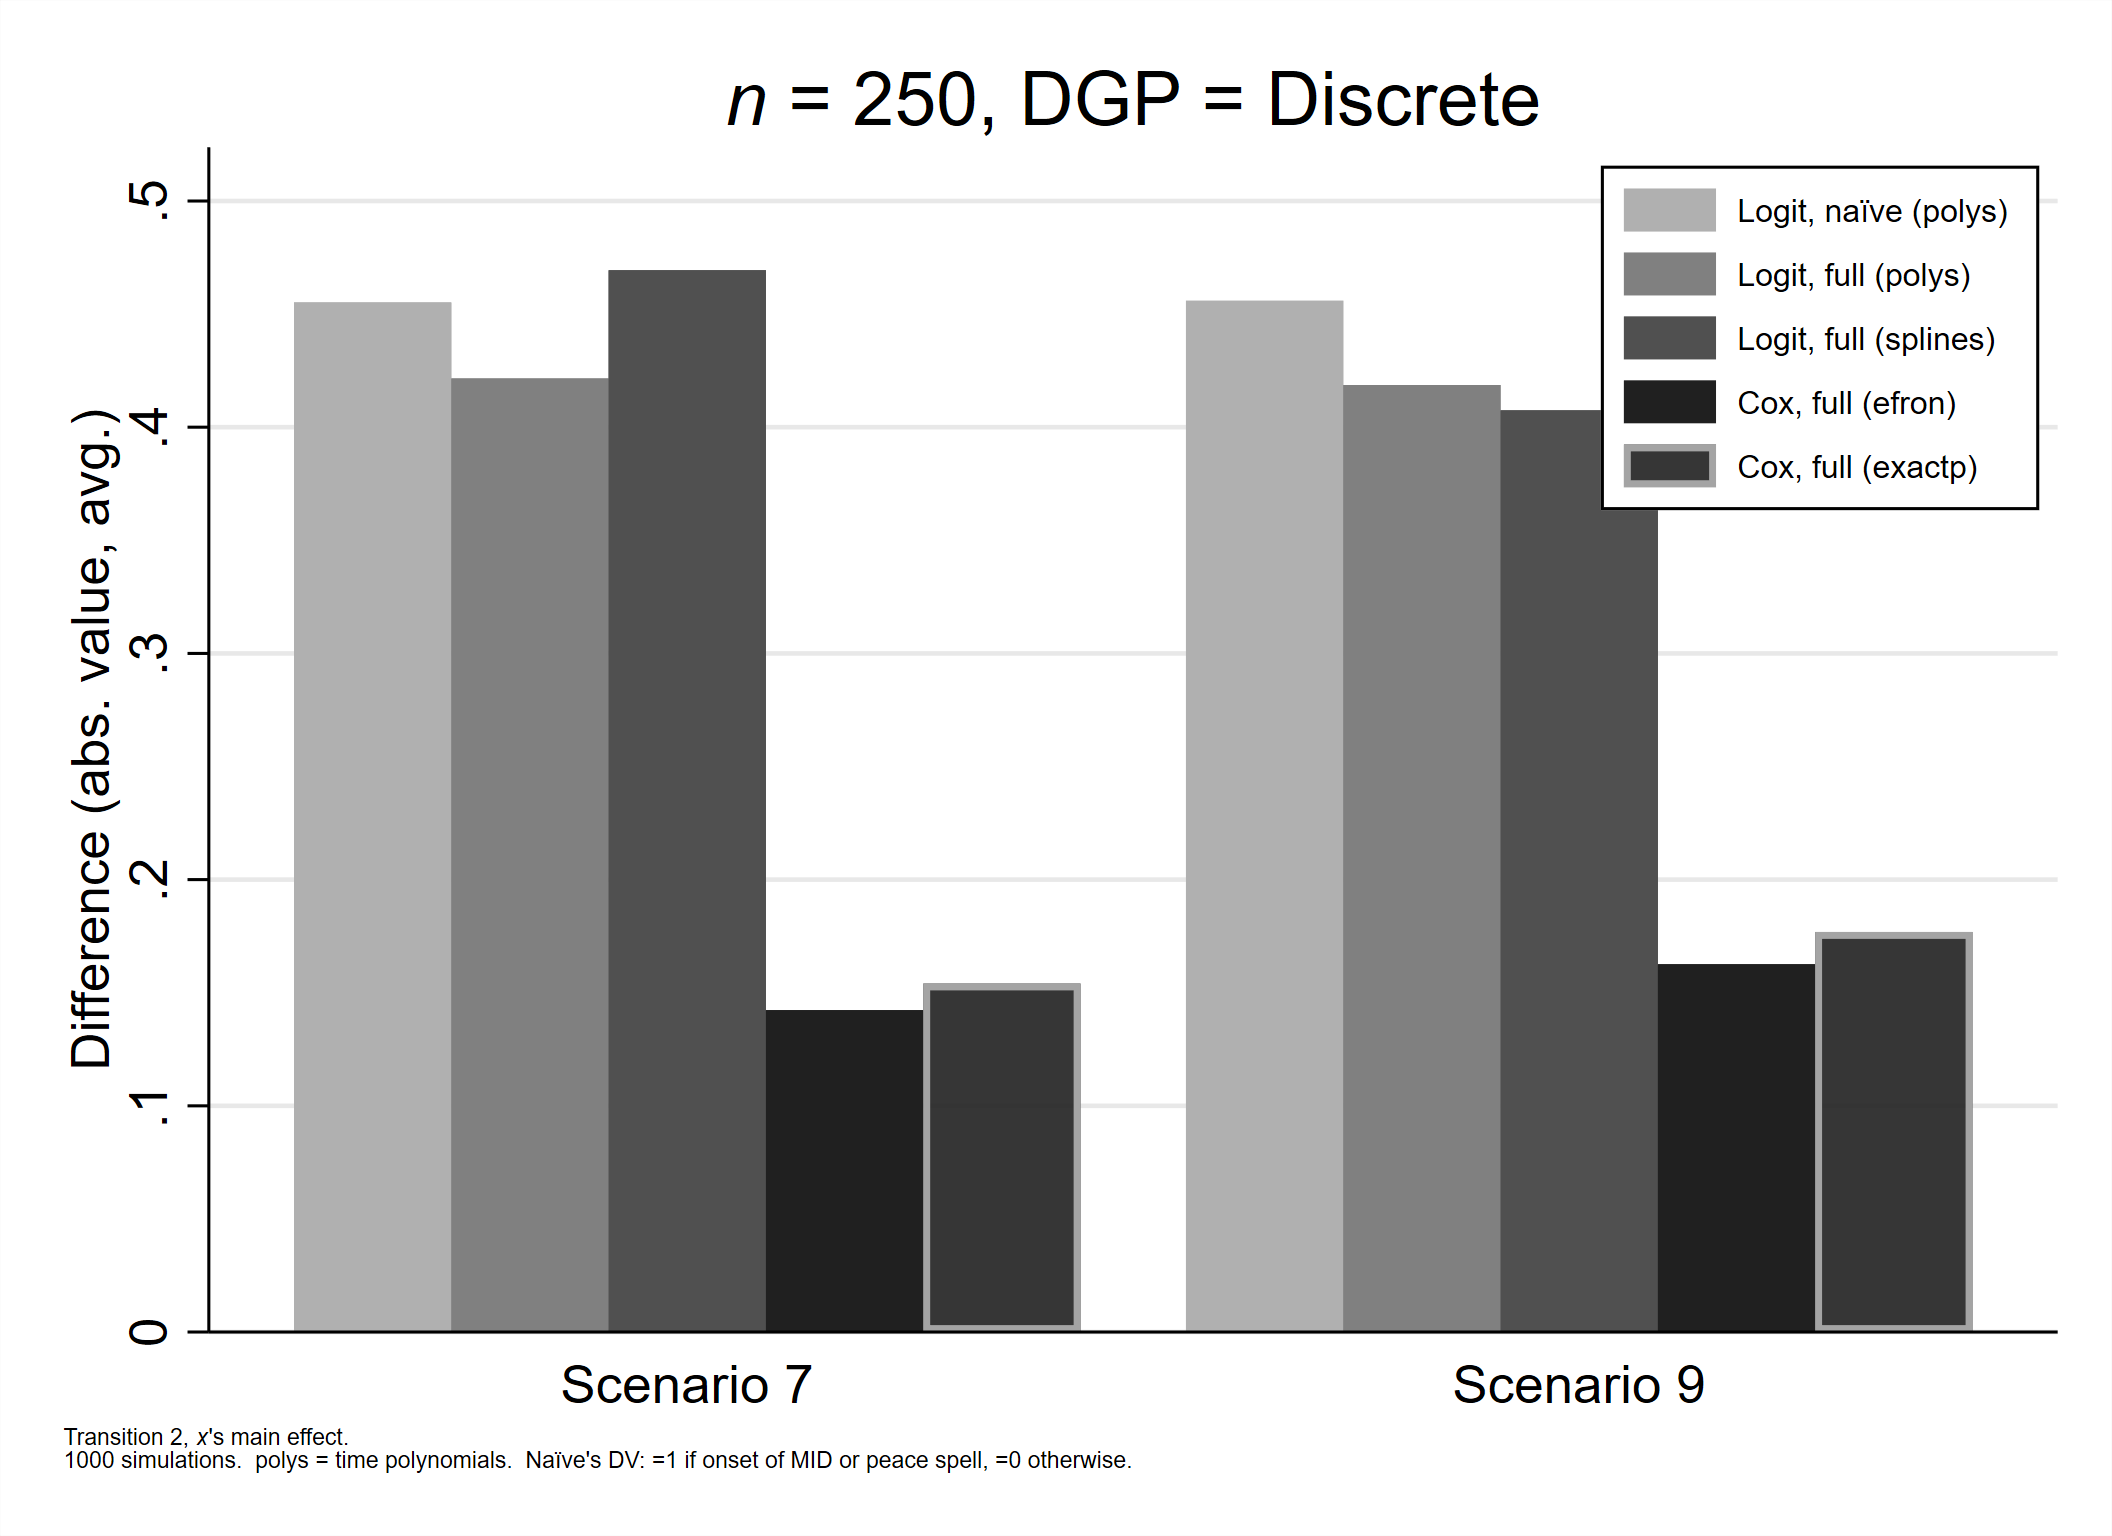 n = 250, DGP = Discrete
Difference (abs. value, avg.)
.5
.4
.3
.2
.1
0
Logit, naïve (polys)
Logit, full (polys)
Logit, full (splines)
Cox, full (efron)
Cox, full (exactp)
Scenario 7
Scenario 9
Transition 2, x's main effect.
1000 simulations.  polys = time polynomials.  Naïve's DV: =1 if onset of MID or peace spell, =0 otherwise.